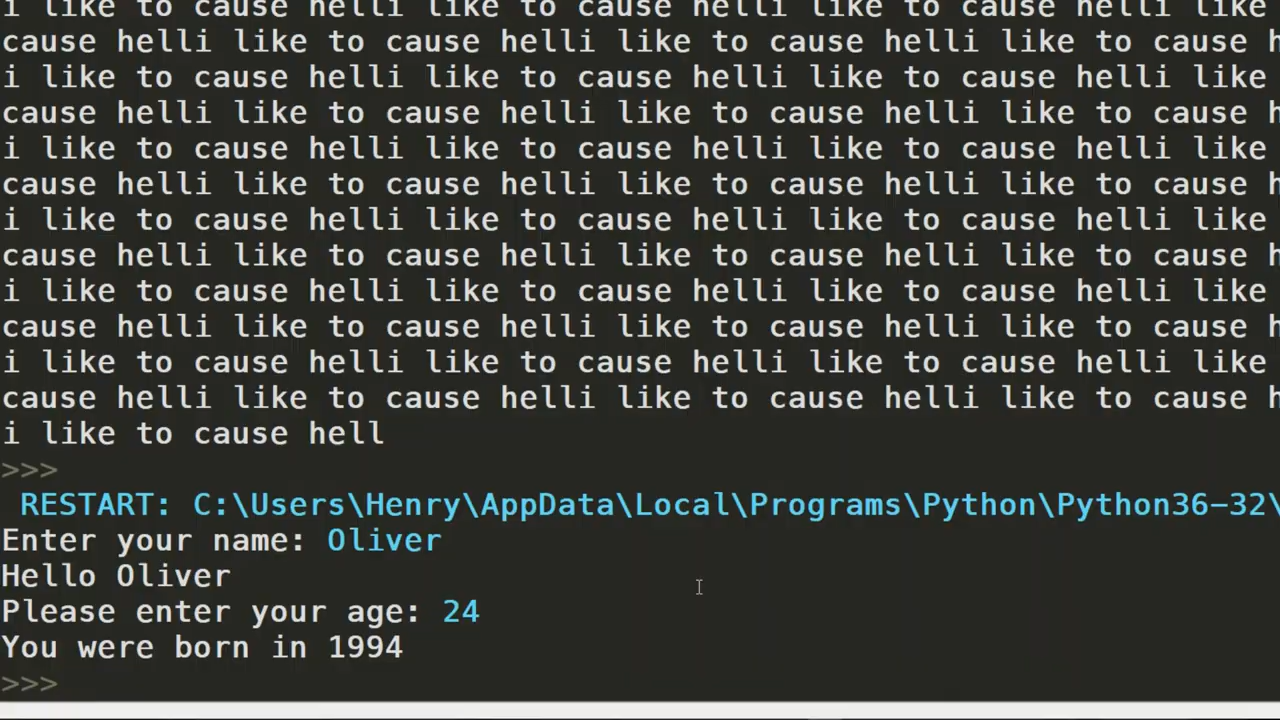 i like to cause helli like to cause helli like to cause helli like
cause helli like to cause helli like to cause helli like to cause h
i like to cause helli like to cause helli like to cause helli like
cause helli like to cause helli like to cause helli like to cause h
i like to cause helli like to cause helli like to cause helli like
cause helli like to cause helli like to cause helli like to cause h
i like to cause helli like to cause helli like to cause helli like
cause helli like to cause helli like to cause helli like to cause h
i like to cause helli like to cause helli like to cause helli like
cause helli like to cause helli like to cause helli like to cause h
i like to cause helli like to cause helli like to cause helli like
cause helli like to cause helli like to cause helli like to cause h
i like to cause hell
>>>
RESTART: C:\Users\Henry\AppData\Local\Programs\Python\Python36-32\
Enter your name: Oliver
Hello Oliver
Please enter your age: 24
You were born in 1994
>>>